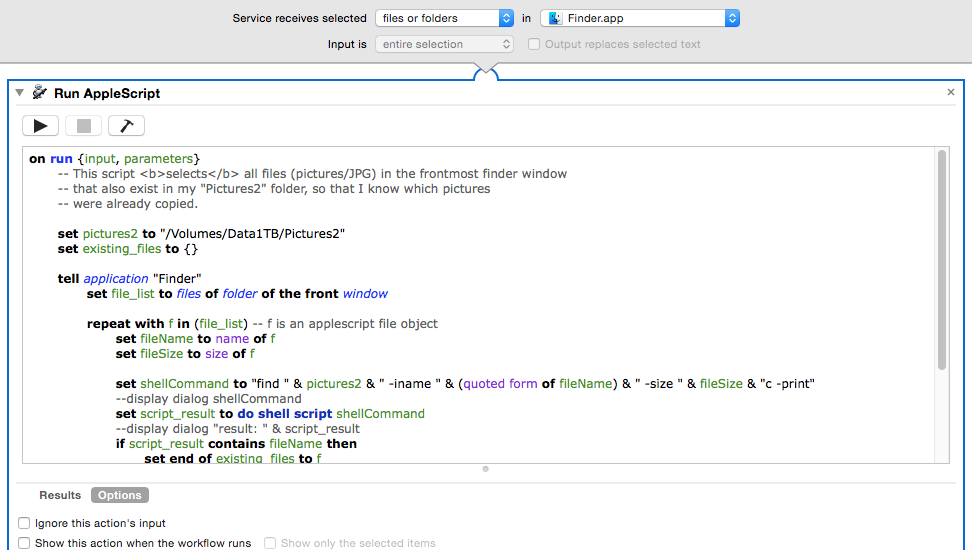 Service receives selected files or folders in Finder.app
Input is entire selection Output replaces selected text
Run AppleScript
on run {input, parameters}
-- This script <b>selects</b> all files (pictures/JPG) in the frontmost finder window
-- that also exist in my "Pictures2" folder, so that I know which pictures
-- were already copied.
set pictures2 to "/Volumes/Data1TB/Pictures2"
set existing_files to {}
tell application "Finder"
set file_list to files of folder of the front window
repeat with f in (file_list) -- f is an applescript file object
set fileName to name of f
set fileSize to size of f
set shellCommand to "find " & pictures2 & " -iname " & (quoted form of fileName) & " -size " & fileSize & "c -print"
--display dialog shellCommand
set script_result to do shell script shellCommand
--display dialog "result: " & script_result
if script_result contains fileName then
set end of existing_files to f
Results Options
Ignore this action's input
Show this action when the workflow runs Show only the selected items